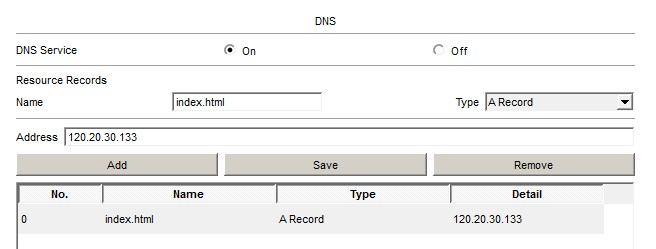 DNS
DNS Service On Off
Resource Records
Name index.html Type A Record
Address 120.20.30.133
Add Save Remove
No. Name Type Detail
0 index.html A Record 120.20.30.133